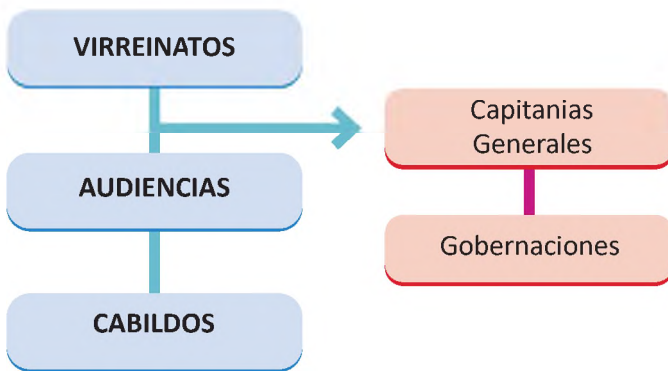 VIRREINATOS
Capitanias
Generales
AUDIENCIAS
Gobernaciones
CABILDOS